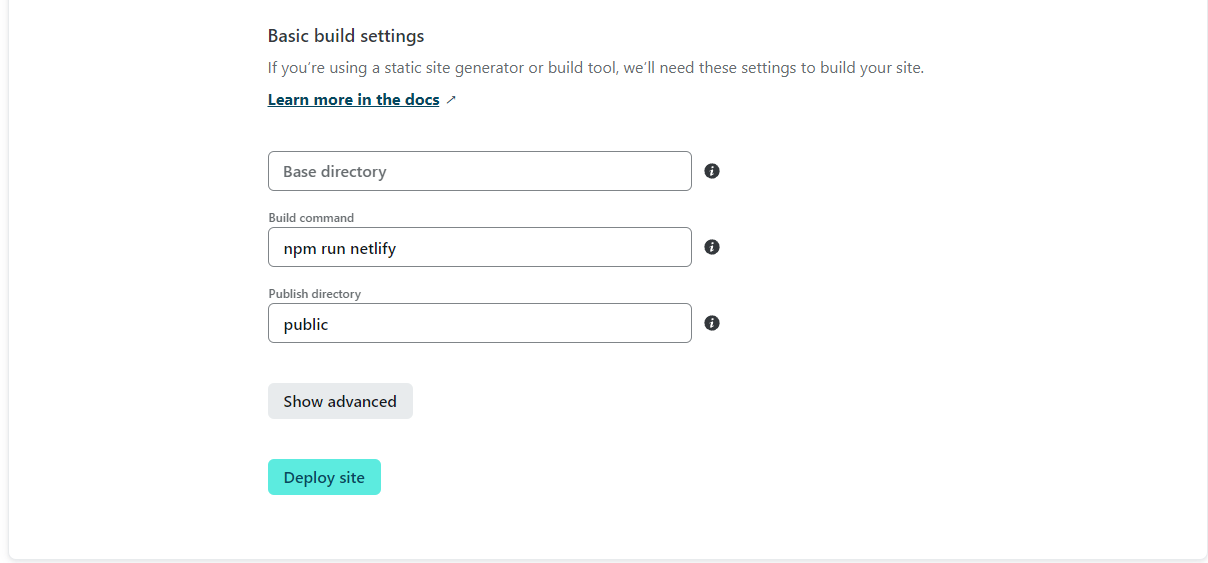 Basic build settings
If you’re using a static site generator or build tool, we’ll need these settings to build your site.
Learn more in the docs ↗
Base directory
Build command
npm run netlify
Publish directory
public
Show advanced
Deploy site